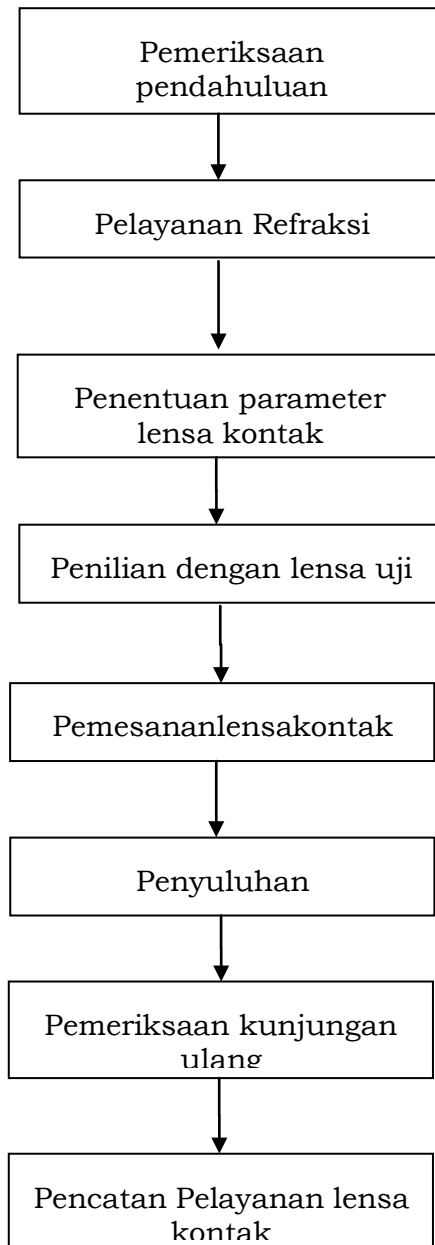 Pemeriksaan
pendahuluan
Pelayanan Refraksi
Penentuan parameter
lensa kontak
Penilian dengan lensa uji
Pemesananlensakontak
Penyuluhan
Pemeriksaan kunjungan
ulang
Pencatan Pelayanan lensa
kontak